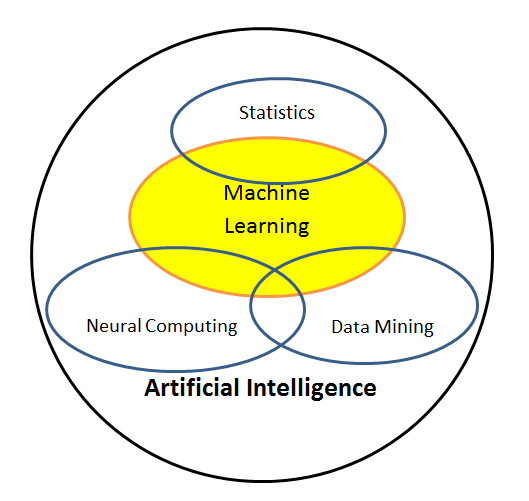 Statistics
Machine
Learning
Neural Computing
Data Mining
Artificial Intelligence